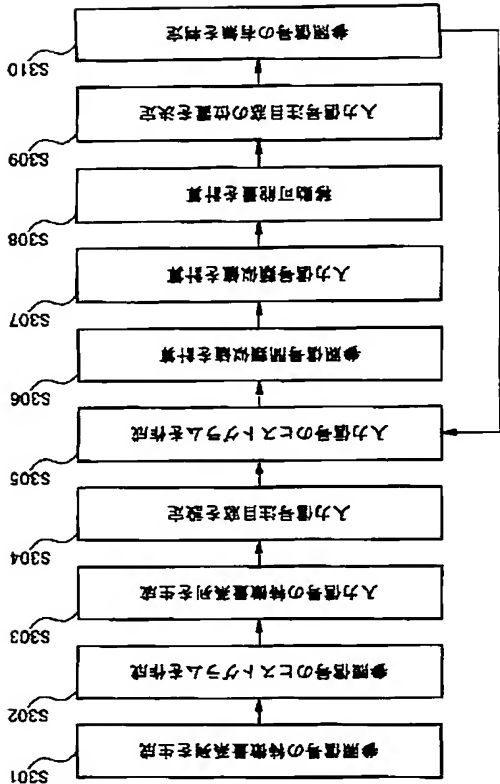 S301
参照信号の特徴量系列を生成
S302
参照信号のヒストグラムを作成
S303
入力信号の特徴量系列を生成
S304
入力信号注目窓を設定
S305
入力信号のヒストグラムを作成
S306
参照信号間類似値を計算
S307
入力信号類似値を計算
S308
移動可能量を計算
S309
入力信号注目窓の位置を決定
S310
参照信号の有無を判定